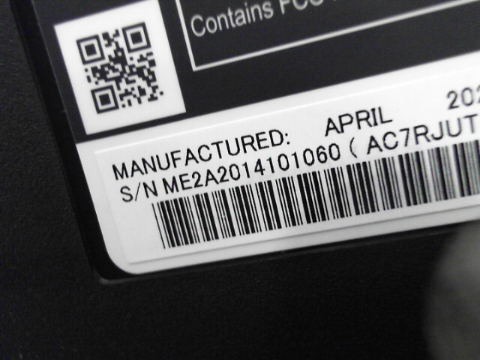 Contains FCC
MANUFACTURED: APRIL 202
S/N ME2A2014101060 ( AC7RJUT